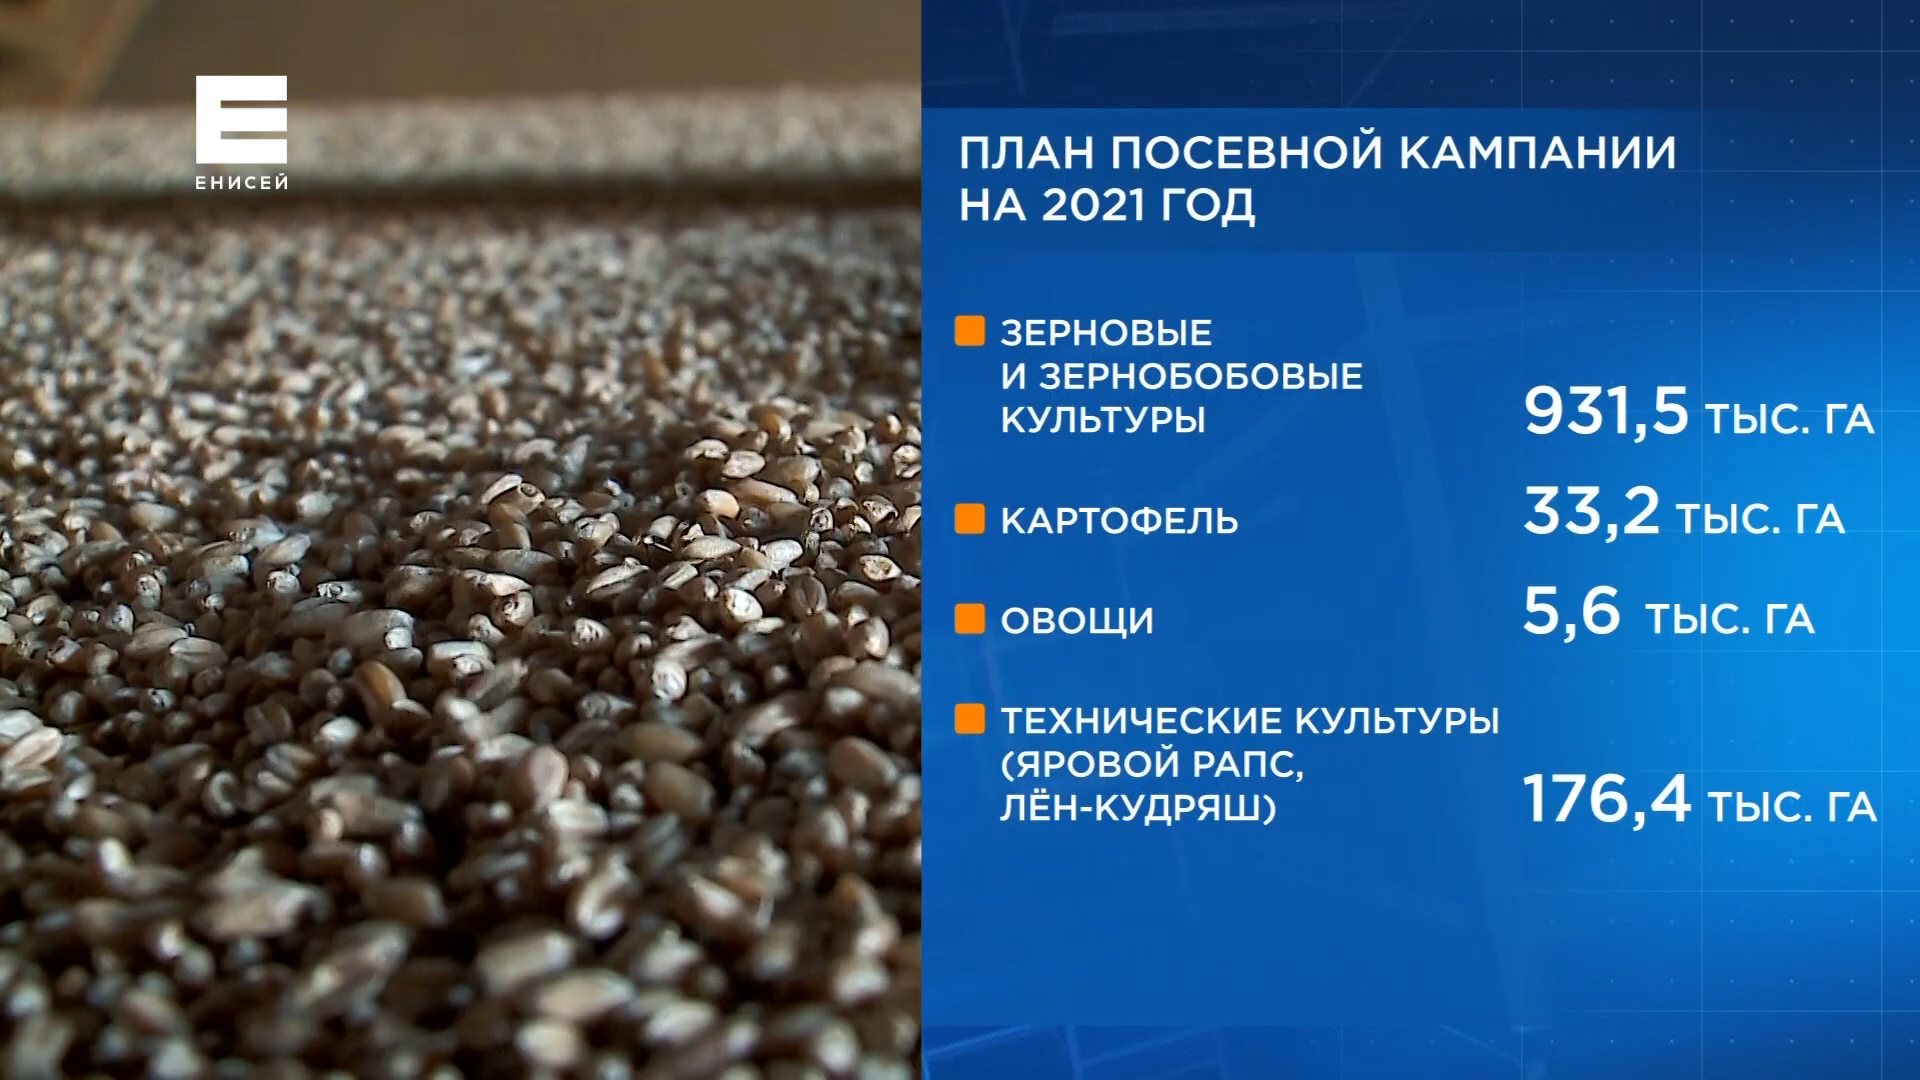 Е
ЕНИСЕЙ
ПЛАН ПОСЕВНОЙ КАМПАНИИ
НА 2021 ГОД
ЗЕРНОВЫЕ
И ЗЕРНОБОБОВЫЕ
КУЛЬТУРЫ
931,5 ТЫС. ГА
КАРТОФЕЛЬ
33,2 ТЫС. ГА
ОВОЩИ
5,6 ТЫС. ГА
ТЕХНИЧЕСКИЕ КУЛЬТУРЫ
(ЯРОВОЙ РАПС,
ЛЁН-КУДРЯШ)
176,4 ТЫС. ГА